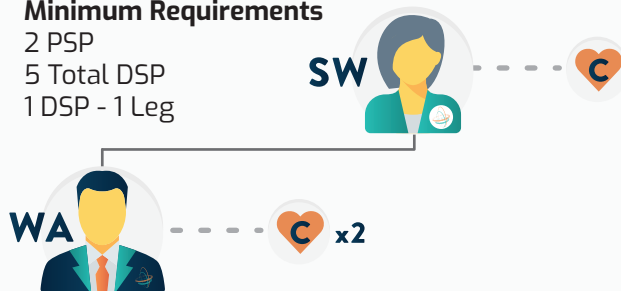 Minimum Requirements
2 PSP
5 Total DSP
1 DSP - 1 Leg
SW
C
WA
C x2